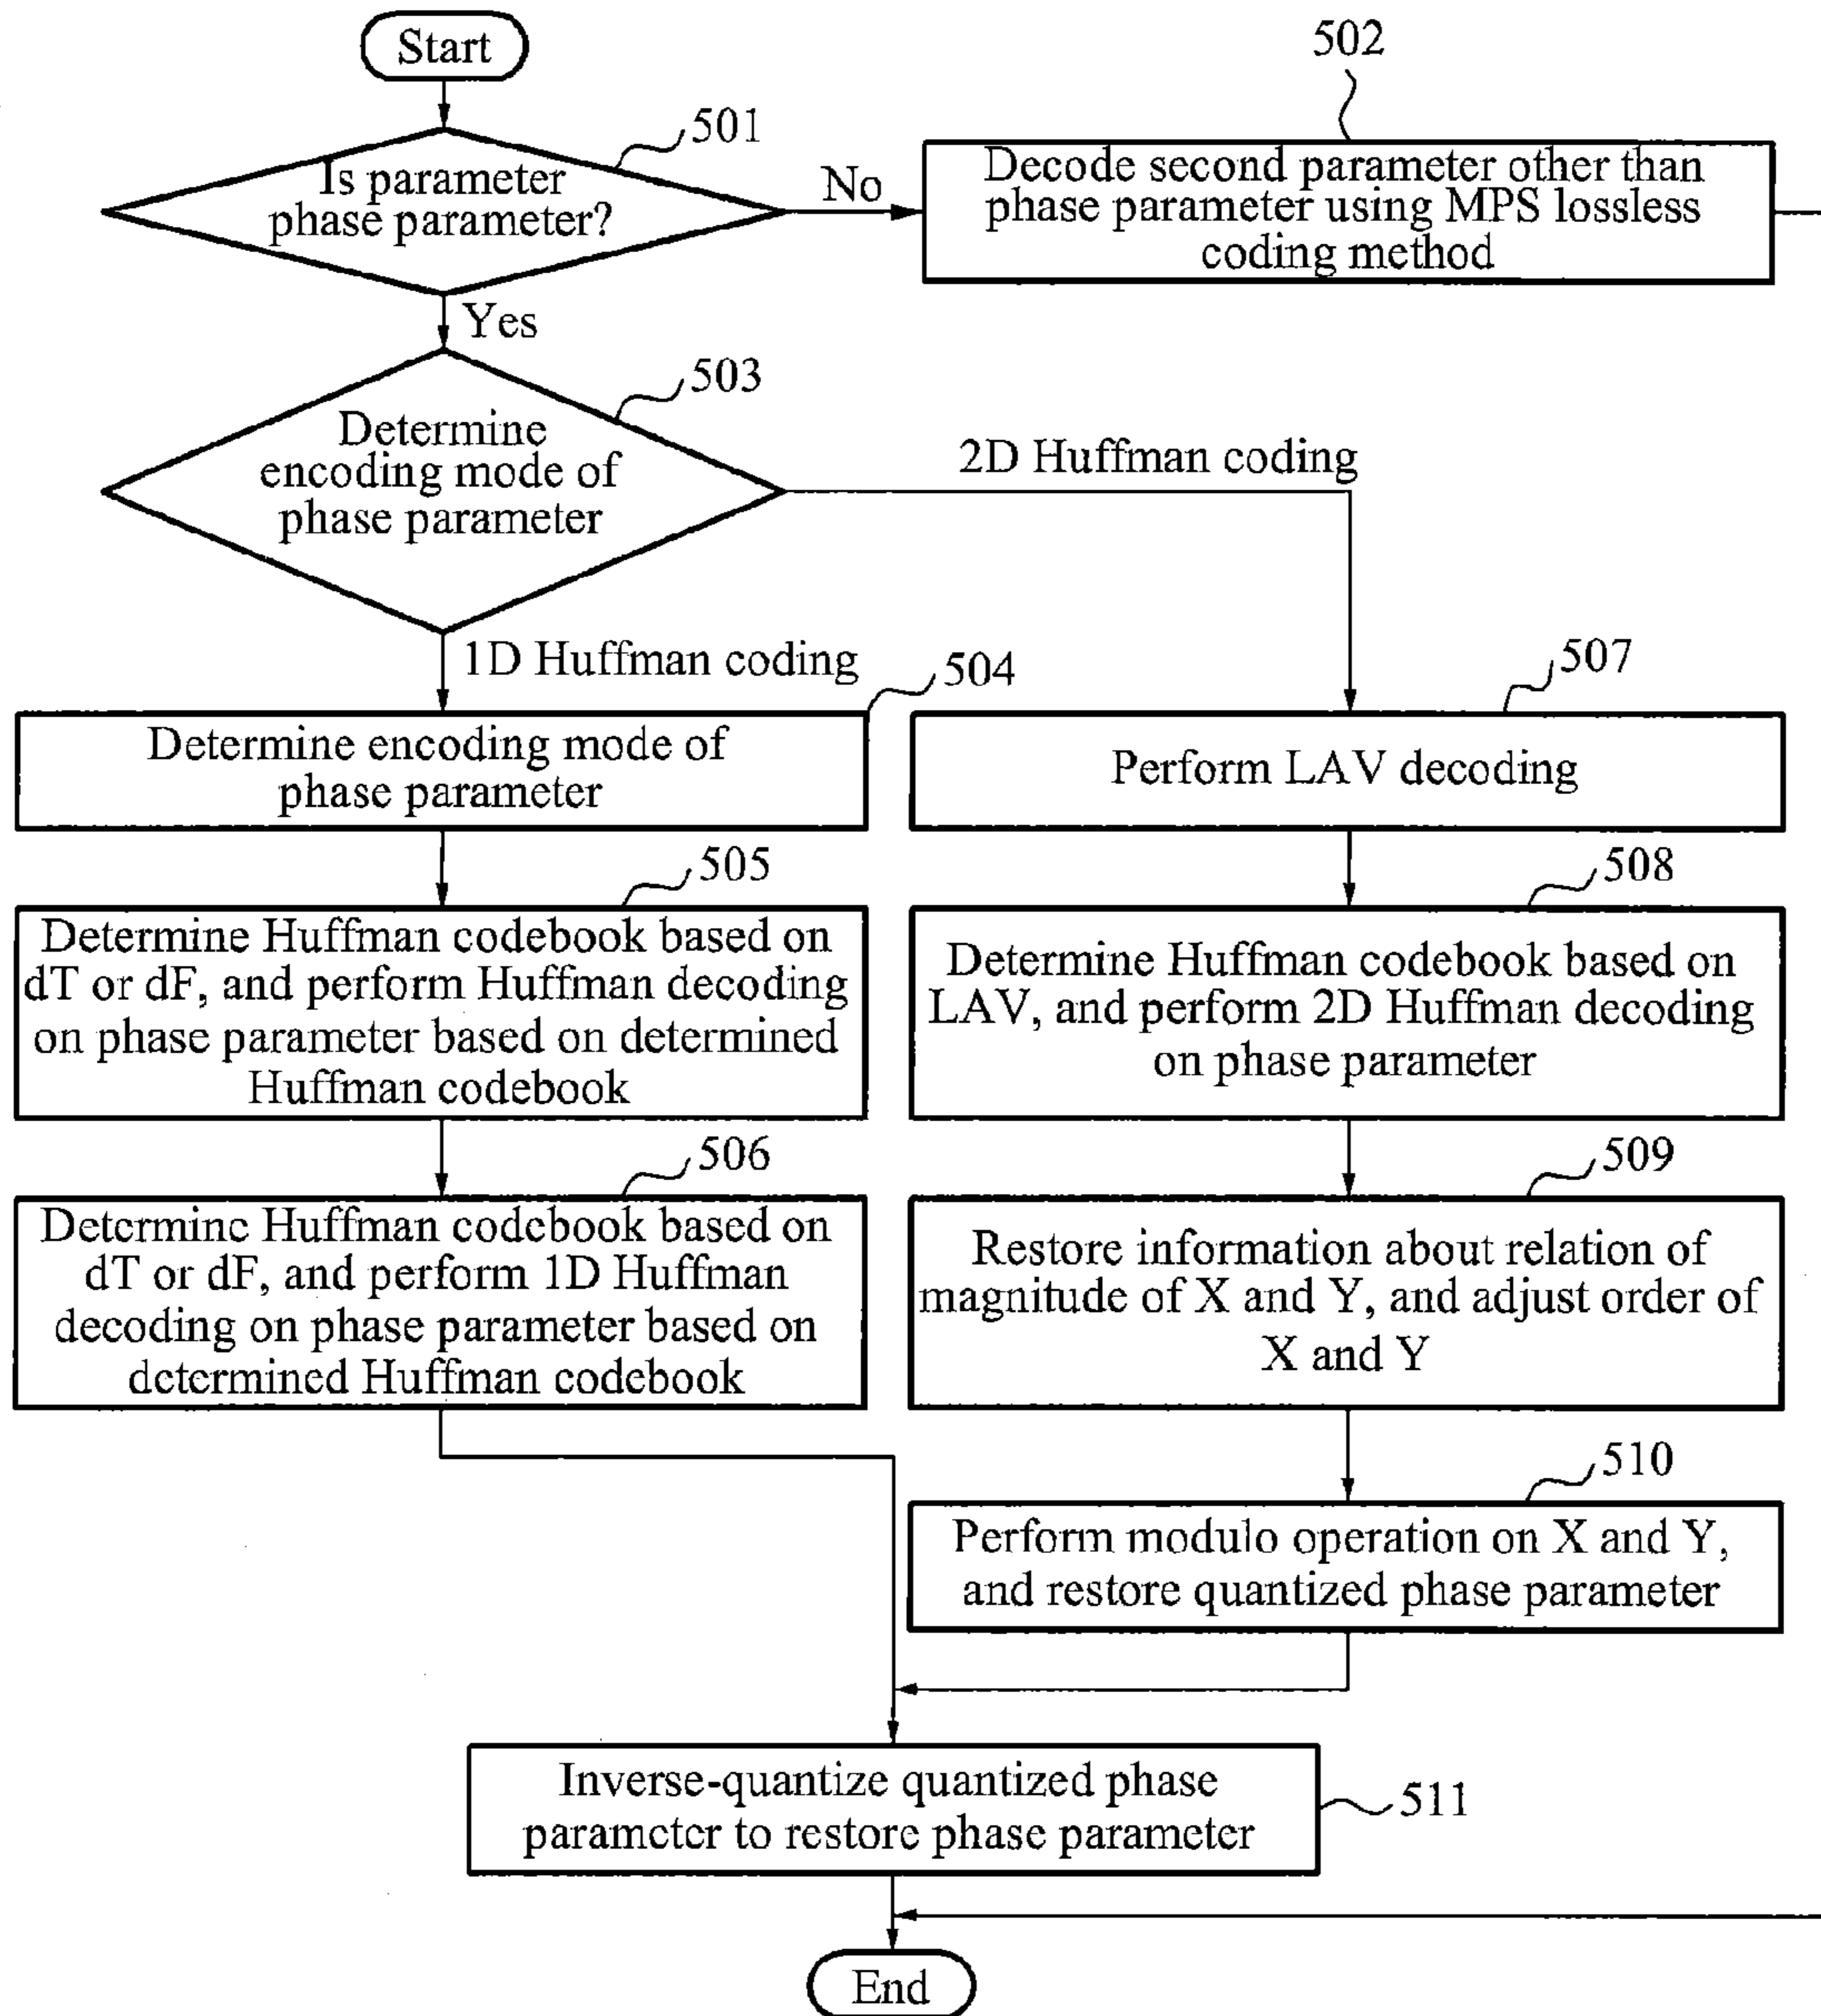 Start
501
Is parameter
phase parameter?
No
502
Decode second parameter other than
phase parameter using MPS lossless
coding method
Yes
503
Determine
encoding mode of
phase parameter
2D Huffman coding
1D Huffman coding
504
Determine encoding mode of
phase parameter
507
Perform LAV decoding
505
Determine Huffman codebook based on
dT or dF, and perform Huffman decoding
on phase parameter based on determined
Huffman codebook
508
Determine Huffman codebook based on
LAV, and perform 2D Huffman decoding
on phase parameter
506
Determine Huffman codebook based on
dT or dF, and perform 1D Huffman
decoding on phase parameter based on
determined Huffman codebook
509
Restore information about relation of
magnitude of X and Y, and adjust order of
X and Y
510
Perform modulo operation on X and Y,
and restore quantized phase parameter
Inverse-quantize quantized phase
parameter to restore phase parameter
511
End